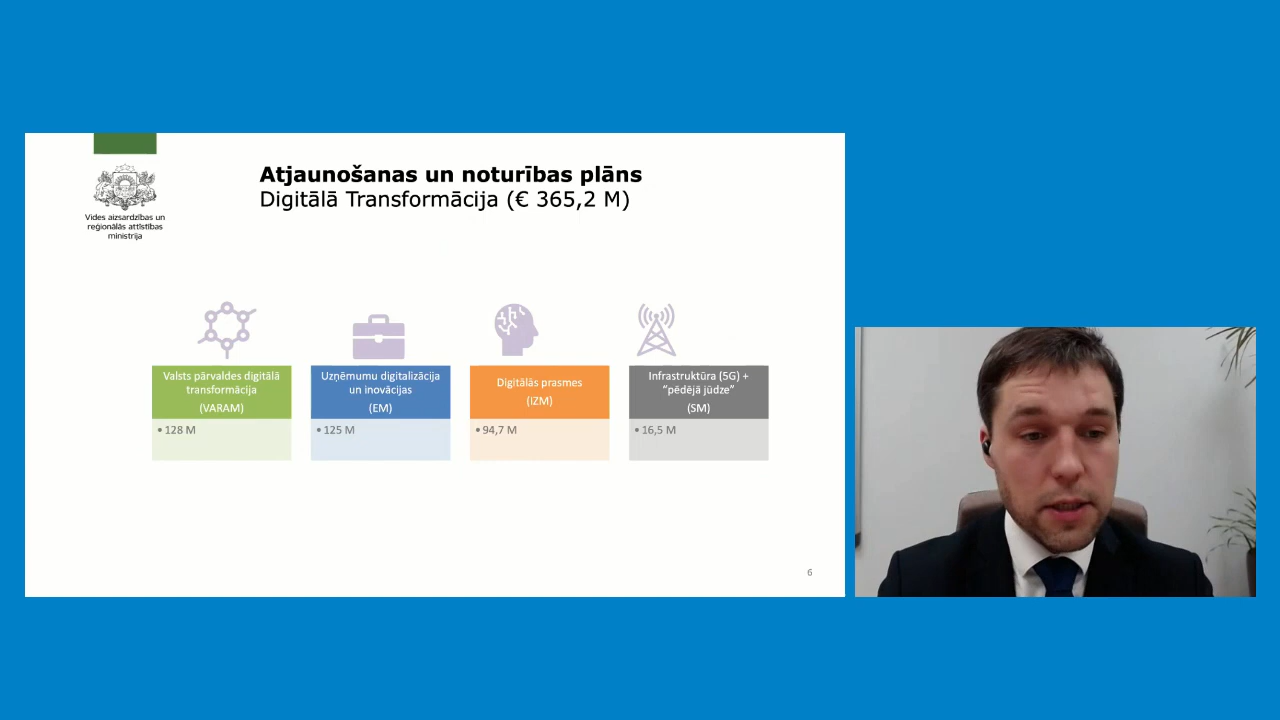 Vides aizsardzības un
reģionālās attīstības
ministrija
Atjaunošanas un noturības plāns
Digitālā Transformācija (€ 365,2 M)
Valsts pārvaldes digitālā
transformācija
(VARAM)
• 128 M
Uzņēmumu digitalizācija
un inovācijas
(EM)
• 125 M
Digitālās prasmes
(IZM)
• 94,7 M
Infrastruktūra (5G) +
“pēdējā jūdze”
(SM)
• 16,5 M
6